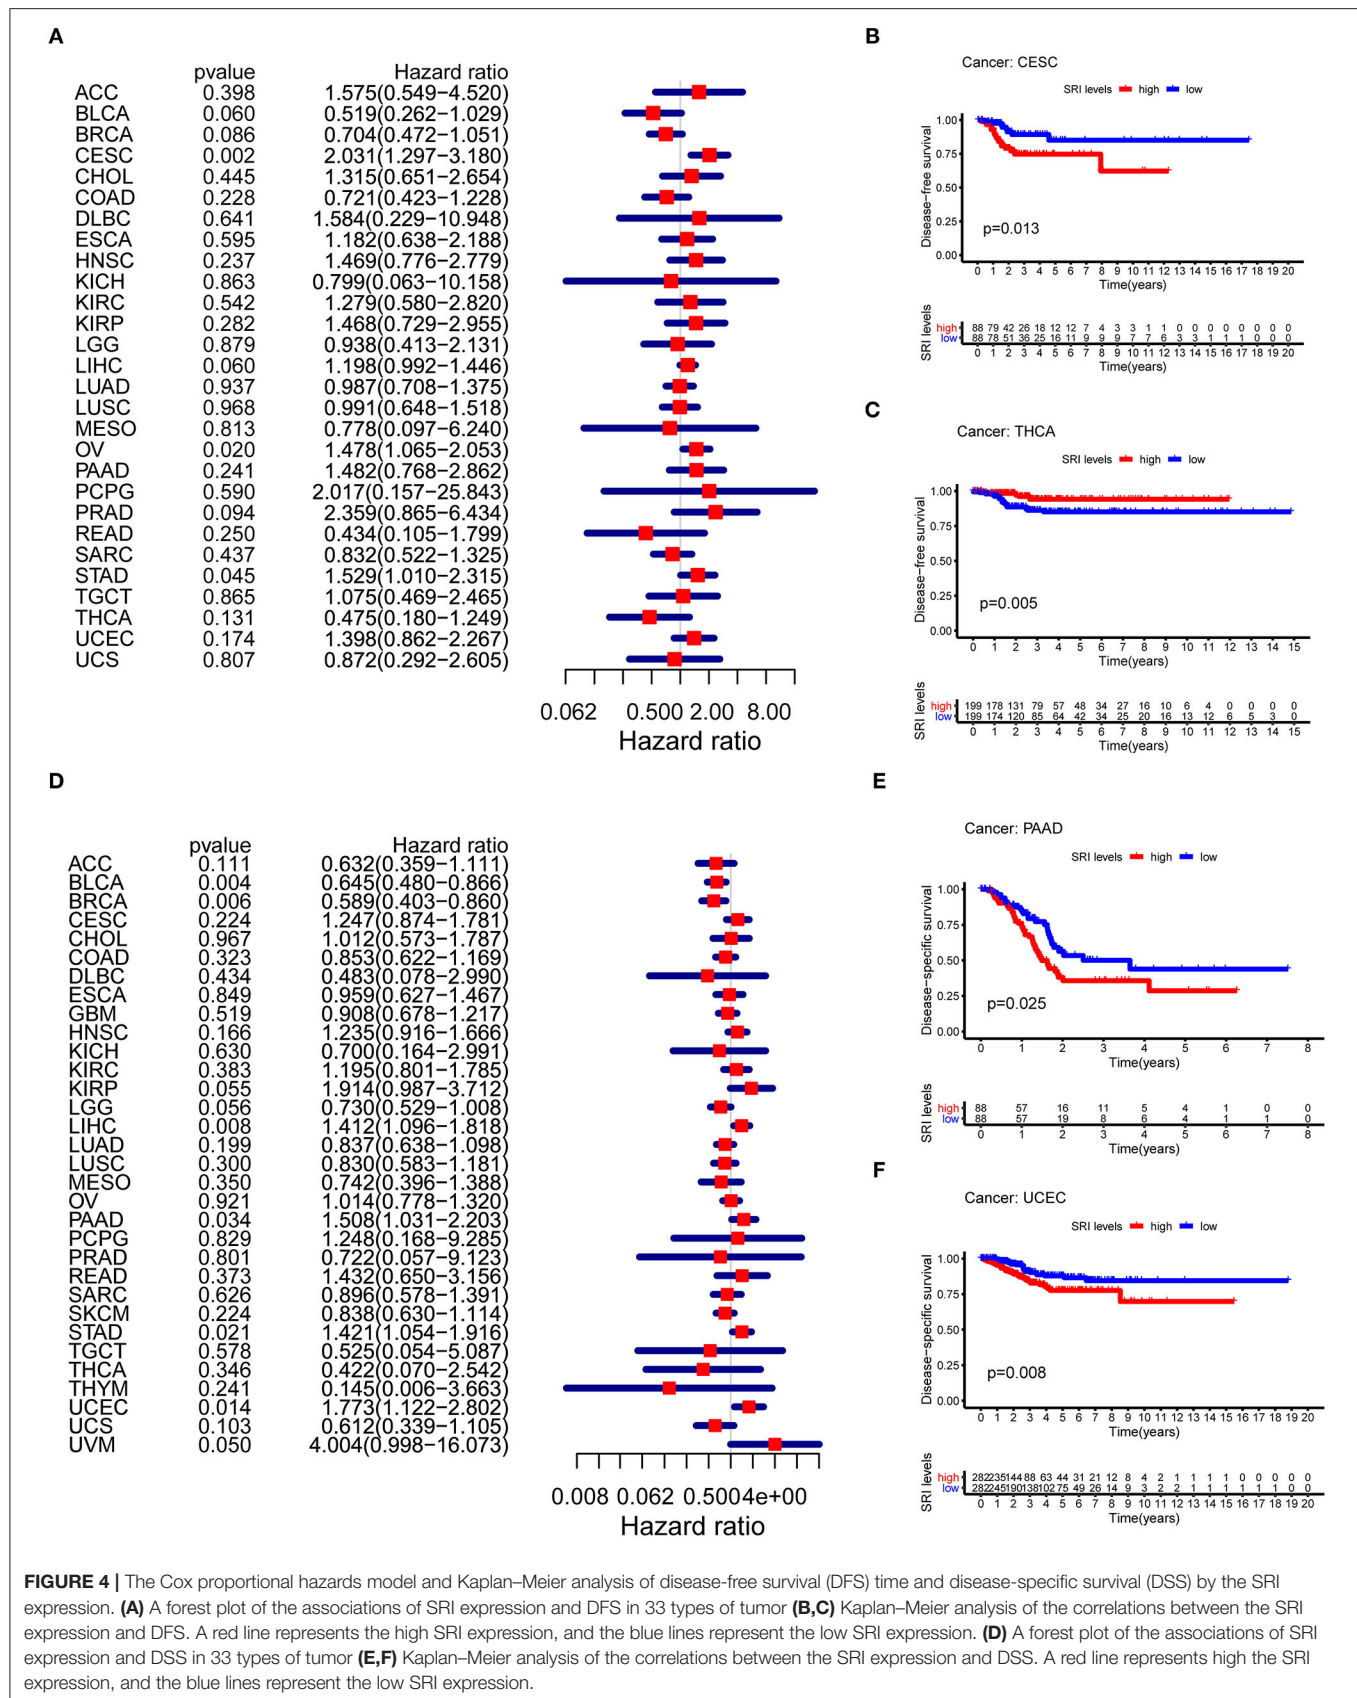 A
pvalue Hazard ratio
ACC 0.398 1.575(0.549−4.520)
BLCA 0.060 0.519(0.262−1.029)
BRCA 0.086 0.704(0.472−1.051)
CESC 0.002 2.031(1.297−3.180)
CHOL 0.445 1.315(0.651−2.654)
COAD 0.228 0.721(0.423−1.228)
DLBC 0.641 1.584(0.229−10.948)
ESCA 0.595 1.182(0.638−2.188)
HNSC 0.237 1.469(0.776−2.779)
KICH 0.863 0.799(0.063−10.158)
KIRC 0.542 1.279(0.580−2.820)
KIRP 0.282 1.468(0.729−2.955)
LGG 0.879 0.938(0.413−2.131)
LIHC 0.060 1.198(0.992−1.446)
LUAD 0.937 0.987(0.708−1.375)
LUSC 0.968 0.991(0.648−1.518)
MESO 0.813 0.778(0.097−6.240)
OV 0.020 1.478(1.065−2.053)
PAAD 0.241 1.482(0.768−2.862)
PCPG 0.590 2.017(0.157−25.843)
PRAD 0.094 2.359(0.865−6.434)
READ 0.250 0.434(0.105−1.799)
SARC 0.437 0.832(0.522−1.325)
STAD 0.045 1.529(1.010−2.315)
TGCT 0.865 1.075(0.469−2.465)
THCA 0.131 0.475(0.180−1.249)
UCEC 0.174 1.398(0.862−2.267)
UCS 0.807 0.872(0.292−2.605)
0.062 0.500 2.00 8.00
Hazard ratio
B
Cancer: CESC
SRI levels high low
Disease−free survival
1.00
0.75
0.50
0.25
0.00
p=0.013
0 1 2 3 4 5 6 7 8 9 10 11 12 13 14 15 16 17 18 19 20
Time(years)
SRI levels
high 88 79 42 26 18 12 12 7 4 3 3 1 1 0 0 0 0 0 0 0 0
low 88 78 51 36 25 16 11 9 9 9 7 7 6 3 3 1 1 0 0 0 0
0 1 2 3 4 5 6 7 8 9 10 11 12 13 14 15 16 17 18 19 20
Time(years)
C
Cancer: THCA
SRI levels high low
Disease−free survival
1.00
0.75
0.50
0.25
0.00
p=0.005
0 1 2 3 4 5 6 7 8 9 10 11 12 13 14 15
Time(years)
SRI levels
high 199 178 131 79 57 48 34 27 16 10 6 4 0 0 0 0
low 199 174 120 85 64 42 34 25 20 16 13 12 6 5 3 0
0 1 2 3 4 5 6 7 8 9 10 11 12 13 14 15
Time(years)
D
pvalue Hazard ratio
ACC 0.111 0.632(0.359−1.111)
BLCA 0.004 0.645(0.480−0.866)
BRCA 0.006 0.589(0.403−0.860)
CESC 0.224 1.247(0.874−1.781)
CHOL 0.967 1.012(0.573−1.787)
COAD 0.323 0.853(0.622−1.169)
DLBC 0.434 0.483(0.078−2.990)
ESCA 0.849 0.959(0.627−1.467)
GBM 0.519 0.908(0.678−1.217)
HNSC 0.166 1.235(0.916−1.666)
KICH 0.630 0.700(0.164−2.991)
KIRC 0.383 1.195(0.801−1.785)
KIRP 0.055 1.914(0.987−3.712)
LGG 0.056 0.730(0.529−1.008)
LIHC 0.008 1.412(1.096−1.818)
LUAD 0.199 0.837(0.638−1.098)
LUSC 0.300 0.830(0.583−1.181)
MESO 0.350 0.742(0.396−1.388)
OV 0.921 1.014(0.778−1.320)
PAAD 0.034 1.508(1.031−2.203)
PCPG 0.829 1.248(0.168−9.285)
PRAD 0.801 0.722(0.057−9.123)
READ 0.373 1.432(0.650−3.156)
SARC 0.626 0.896(0.578−1.391)
SKCM 0.224 0.838(0.630−1.114)
STAD 0.021 1.421(1.054−1.916)
TGCT 0.578 0.525(0.054−5.087)
THCA 0.346 0.422(0.070−2.542)
THYM 0.241 0.145(0.006−3.663)
UCEC 0.014 1.773(1.122−2.802)
UCS 0.103 0.612(0.339−1.105)
UVM 0.050 4.004(0.998−16.073)
0.008 0.062 0.5004e+00
Hazard ratio
E
Cancer: PAAD
SRI levels high low
Disease−specific survival
1.00
0.75
0.50
0.25
0.00
p=0.025
0 1 2 3 4 5 6 7 8
Time(years)
SRI levels
high 88 57 16 11 5 4 1 0 0
low 88 57 19 8 6 4 1 1 0
0 1 2 3 4 5 6 7 8
Time(years)
F
Cancer: UCEC
SRI levels high low
Disease−specific survival
1.00
0.75
0.50
0.25
0.00
p=0.008
0 1 2 3 4 5 6 7 8 9 10 11 12 13 14 15 16 17 18 19 20
Time(years)
SRI levels
high 282235144 88 63 44 31 21 12 8 4 2 1 1 1 1 0 0 0 0 0
low 282245190138102 75 49 26 14 9 3 2 2 1 1 1 1 1 1 0 0
0 1 2 3 4 5 6 7 8 9 10 11 12 13 14 15 16 17 18 19 20
Time(years)
FIGURE 4 | The Cox proportional hazards model and Kaplan–Meier analysis of disease-free survival (DFS) time and disease-specific survival (DSS) by the SRI
expression. (A) A forest plot of the associations of SRI expression and DFS in 33 types of tumor (B,C) Kaplan–Meier analysis of the correlations between the SRI
expression and DFS. A red line represents the high SRI expression, and the blue lines represent the low SRI expression. (D) A forest plot of the associations of SRI
expression and DSS in 33 types of tumor (E,F) Kaplan–Meier analysis of the correlations between the SRI expression and DSS. A red line represents high the SRI
expression, and the blue lines represent the low SRI expression.